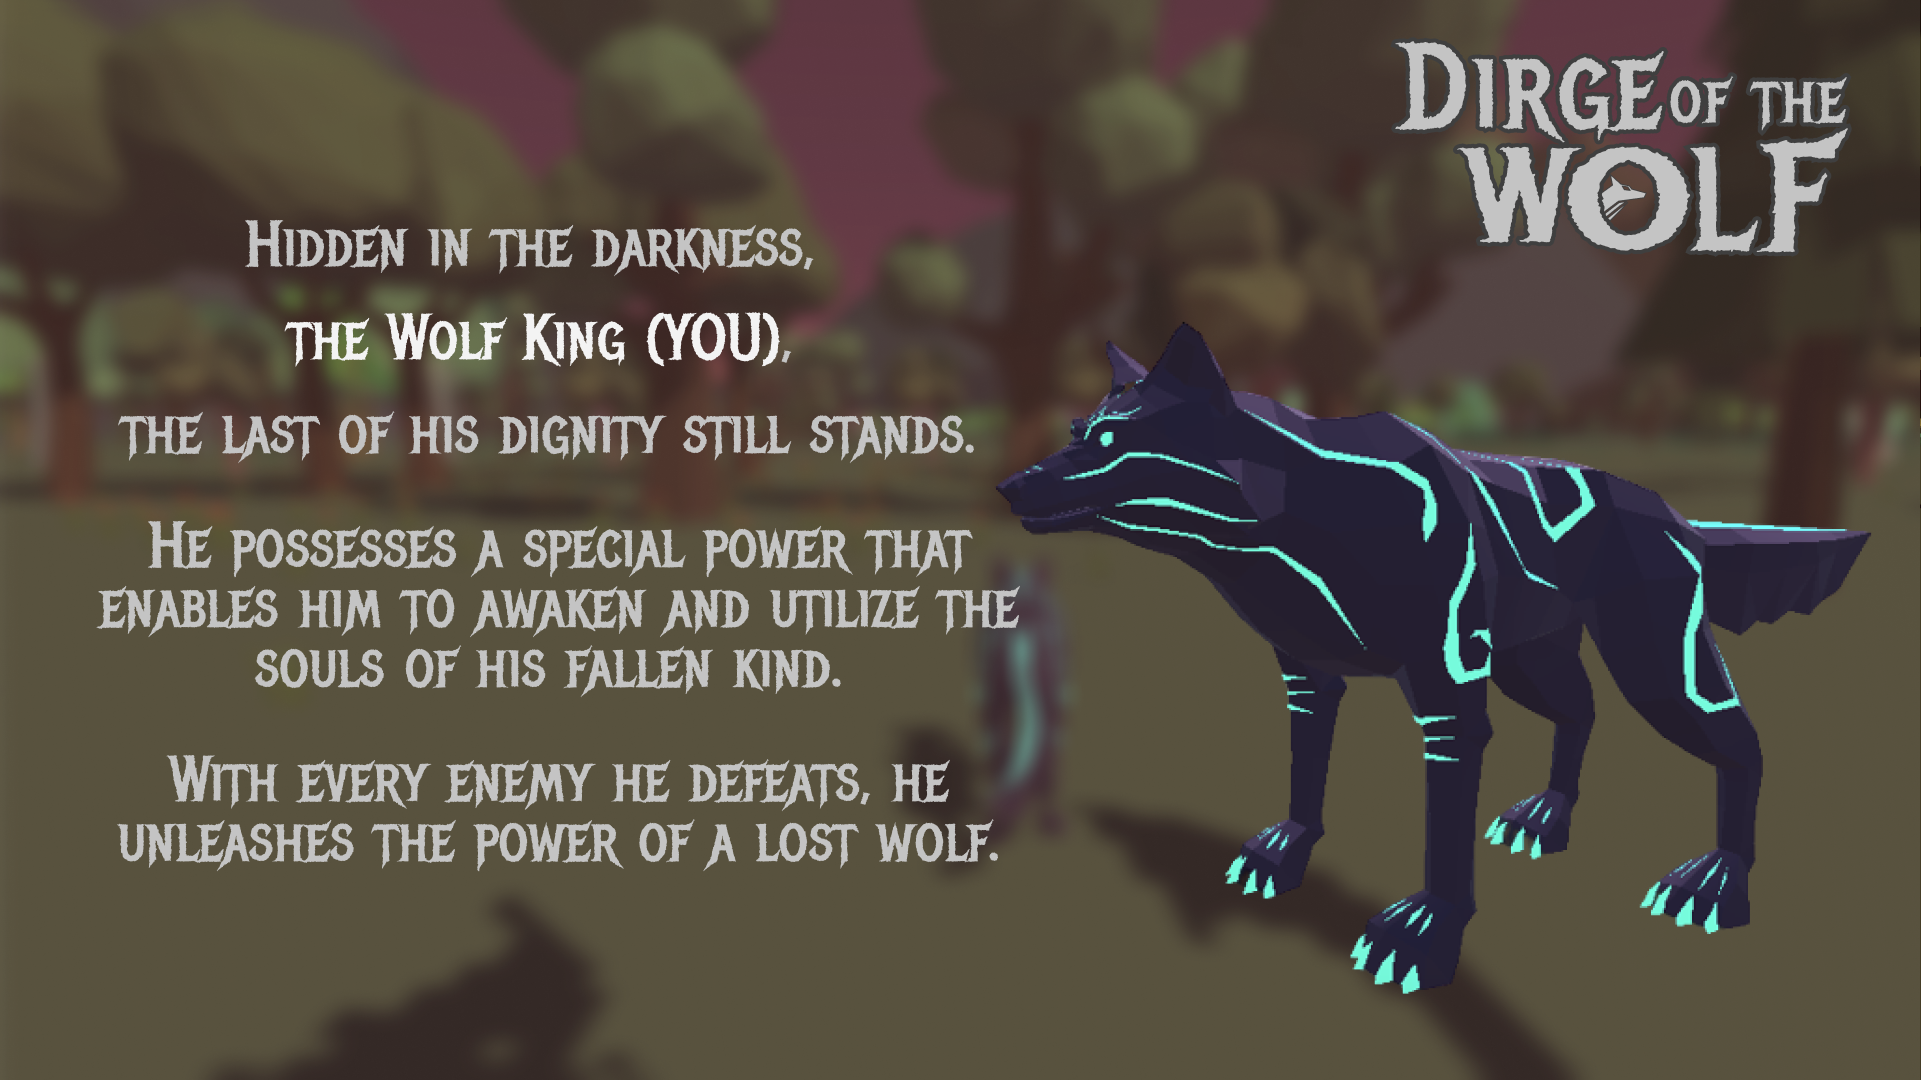 DIRGE OF THE
WOLF
HIDDEN IN THE DARKNESS,
THE WOLF KING (YOU),
THE LAST OF HIS DIGNITY STILL STANDS.
HE POSSESSES A SPECIAL POWER THAT
ENABLES HIM TO AWAKEN AND UTILIZE THE
SOULS OF HIS FALLEN KIND.
WITH EVERY ENEMY HE DEFEATS, HE
UNLEASHES THE POWER OF A LOST WOLF.